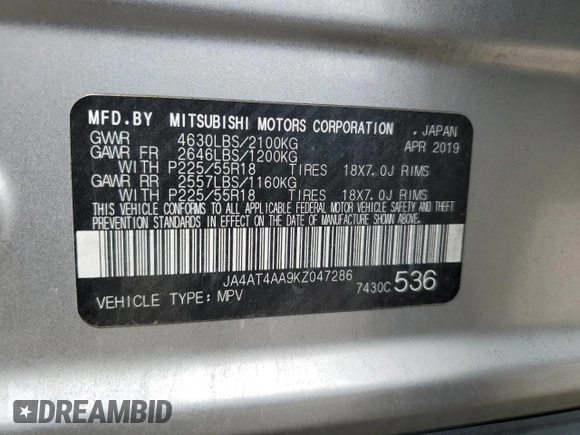 MFD.BY MITSUBISHI MOTORS CORPORATION . JAPAN
GVWR 4630LBS/2100KG APR 2019
GAWR FR 2646LBS/1200KG
WITH P225/55R18 TIRES 18X7.0J RIMS
GAWR RR 2557LBS/1160KG
WITH P225/55R18 TIRES 18X7.0J RIMS
THIS VEHICLE CONFORMS TO ALL APPLICABLE FEDERAL MOTOR VEHICLE SAFETY AND
THEFT PREVENTION STANDARDS IN EFFECT ON THE DATE OF MANUFACTURE SHOWN ABOVE.
JA4AT4AA9KZ047286 7430C 536
VEHICLE TYPE: MPV
DREAMBID